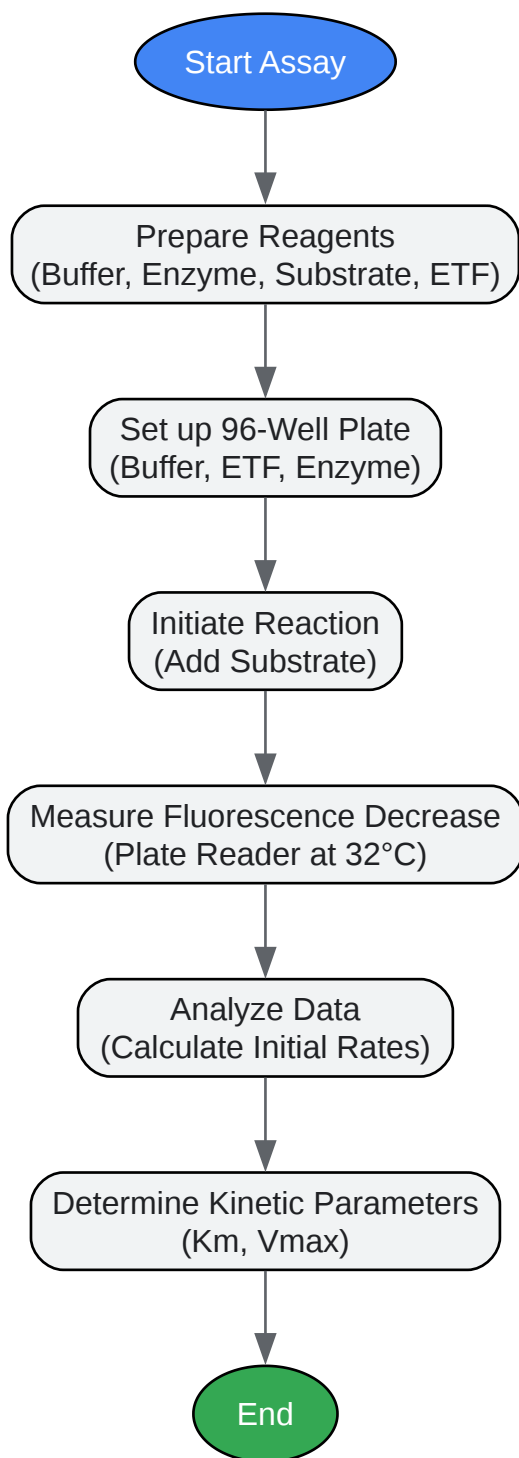 Start Assay
Prepare Reagents
(Buffer, Enzyme, Substrate, ETF)
Set up 96-Well Plate
(Buffer, ETF, Enzyme)
Initiate Reaction
(Add Substrate)
Measure Fluorescence Decrease
(Plate Reader at 32°C)
Analyze Data
(Calculate Initial Rates)
Determine Kinetic Parameters
(Km, Vmax)
End